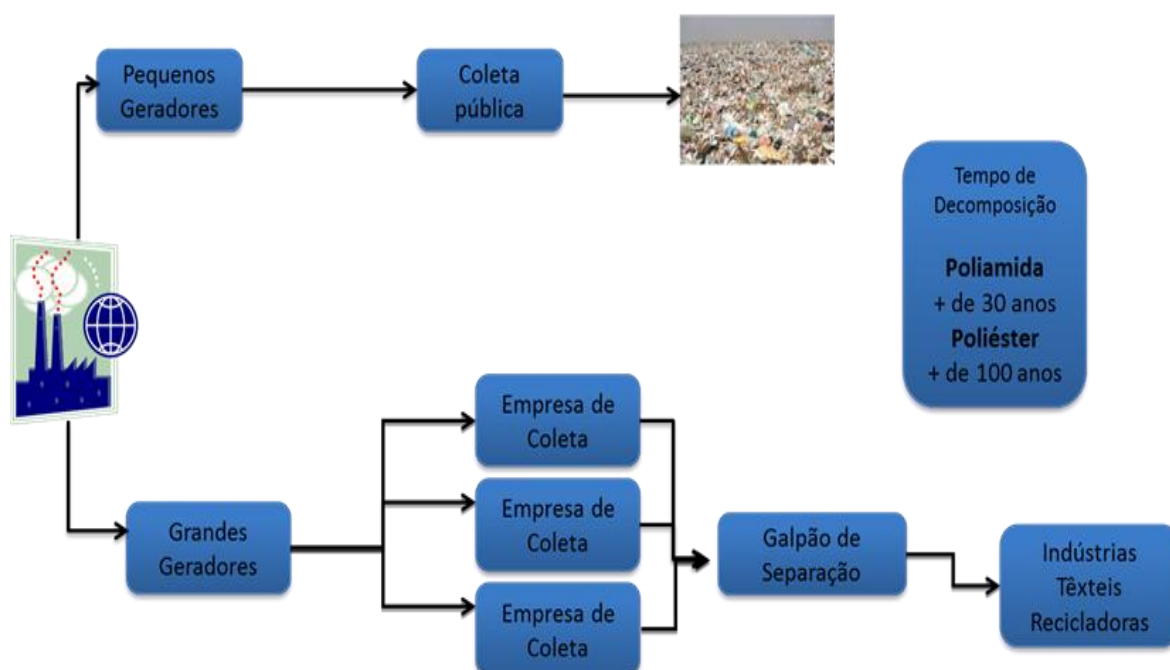 Pequenos
Geradores
Coleta
pública
Tempo de
Decomposição
Poliamida
+ de 30 anos
Poliéster
+ de 100 anos
Empresa de
Coleta
Empresa de
Coleta
Empresa de
Coleta
Grandes
Geradores
Galpão de
Separação
Indústrias
Têxteis
Recicladoras